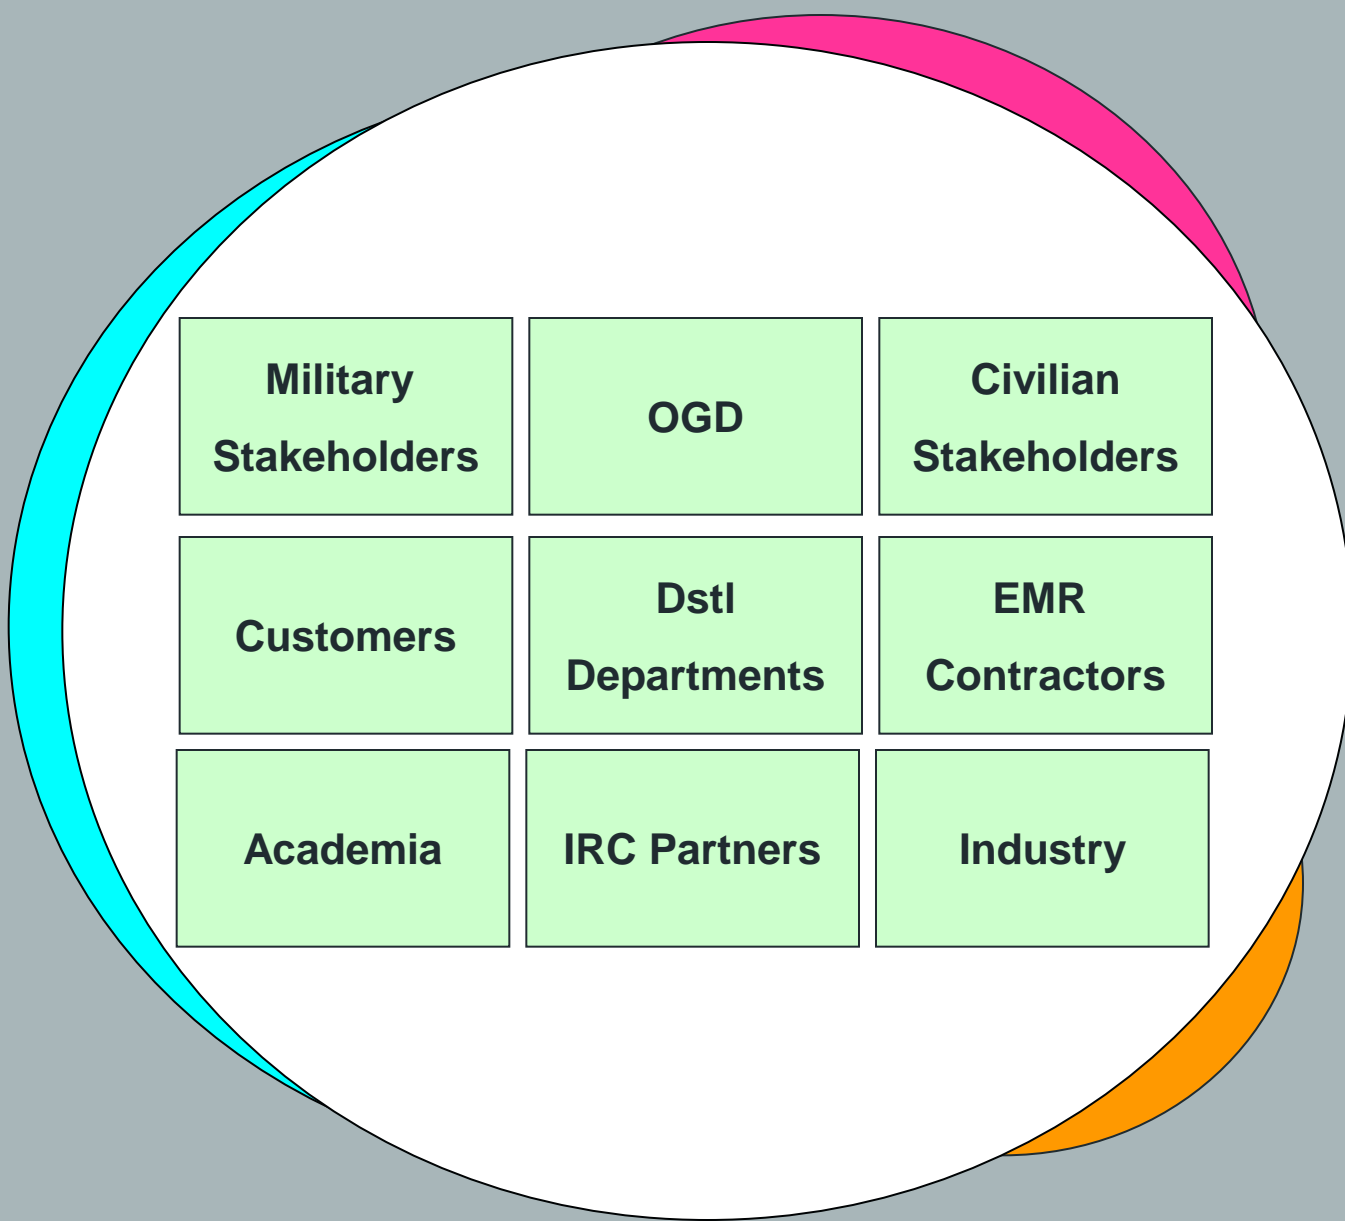 Military
Stakeholders
OGD
Civilian
Stakeholders
Customers
Dstl
Departments
EMR
Contractors
Academia
IRC Partners
Industry